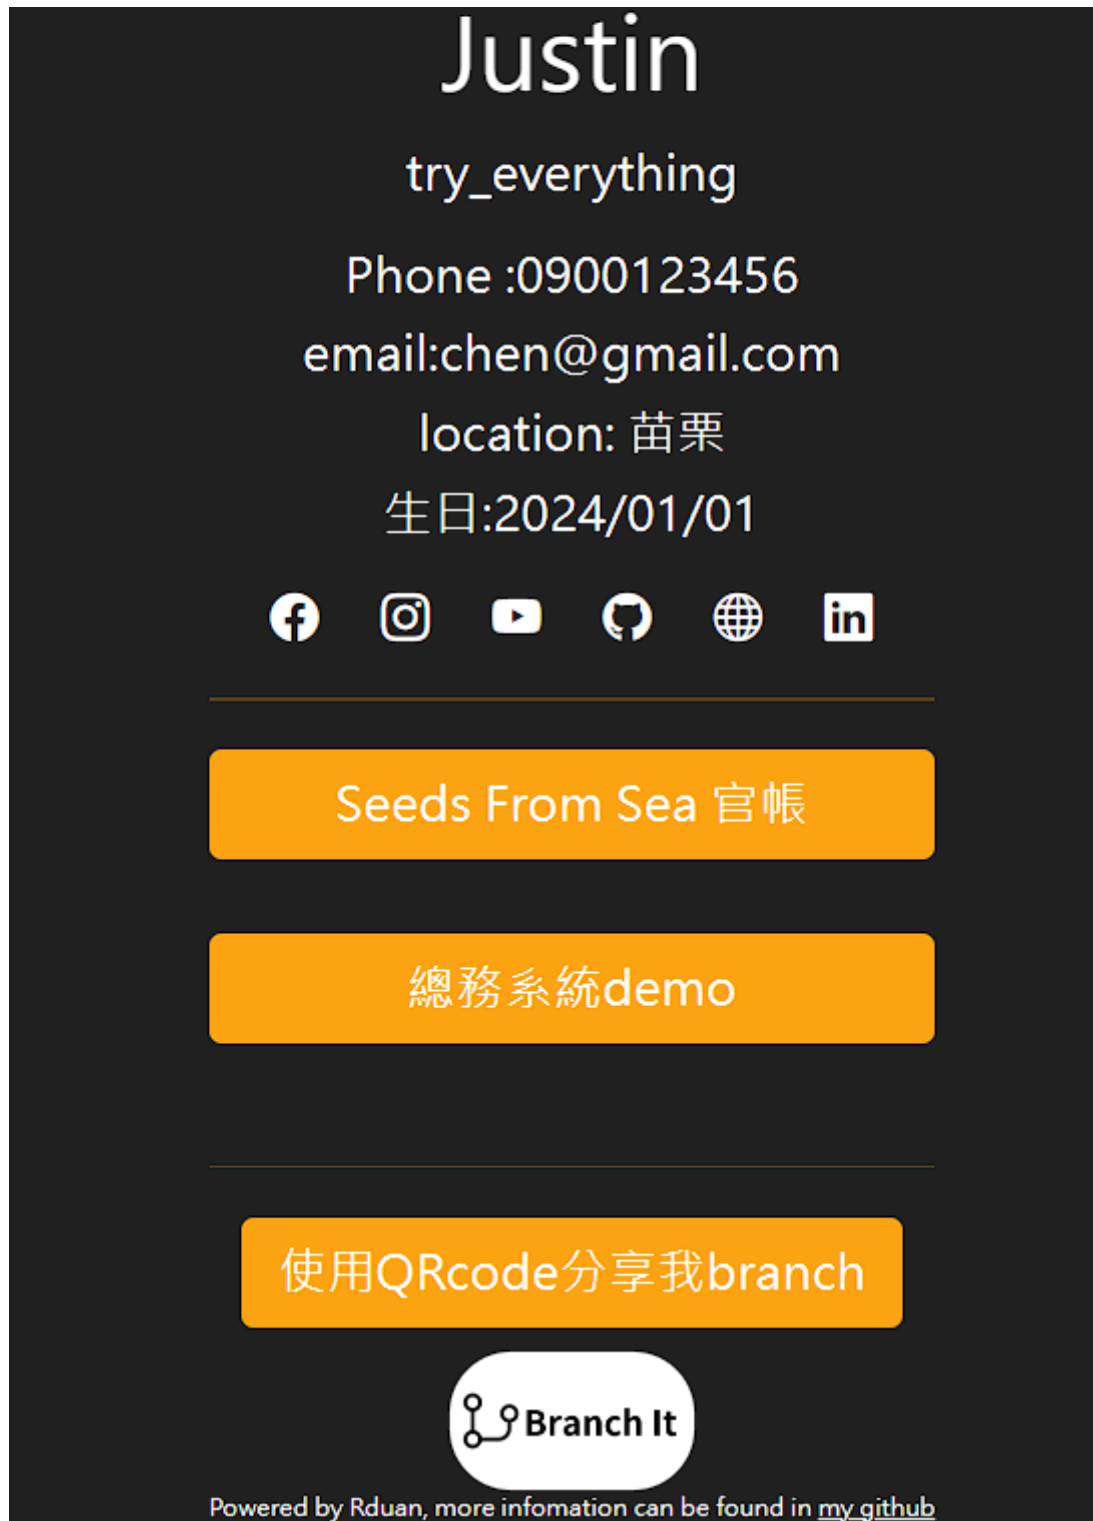 Justin
try_everything
Phone :0900123456
email:chen@gmail.com
location: 苗栗
生日:2024/01/01
Seeds From Sea 官帳
總務系統demo
使用QRcode分享我branch
Branch It
Powered by Rduan, more infomation can be found in my github